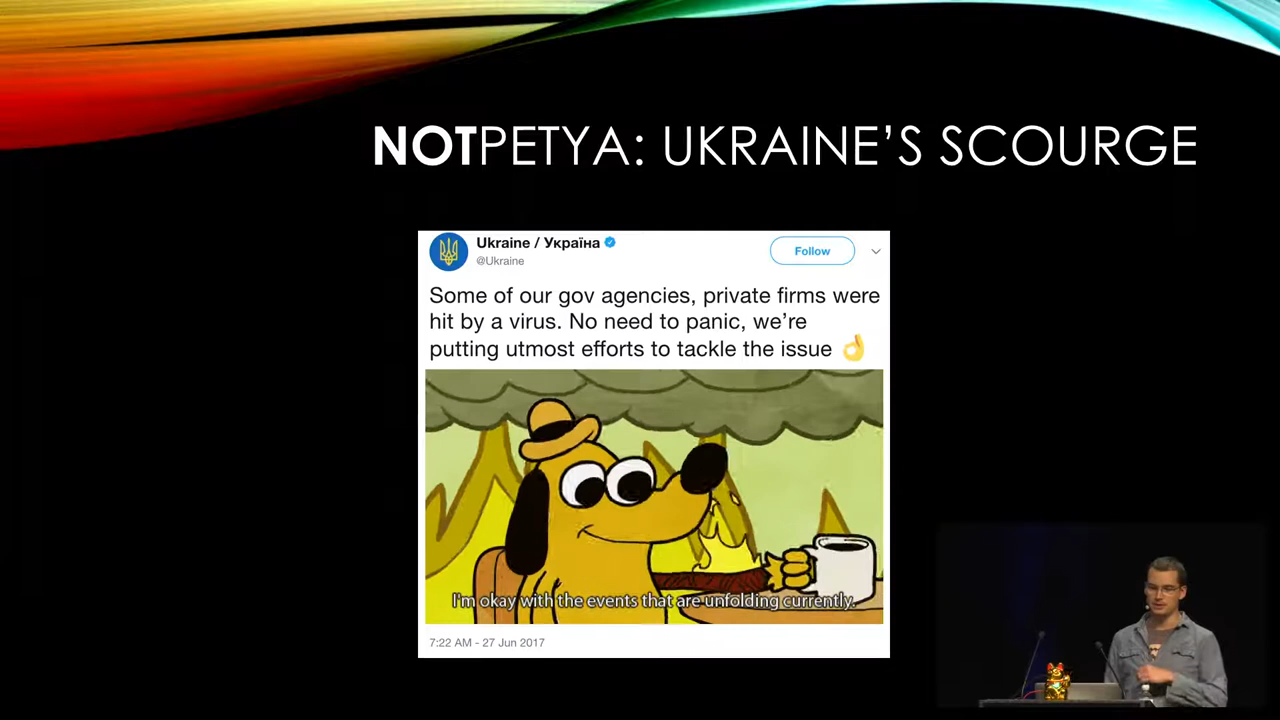 NOTPETYA: UKRAINE’S SCOURGE
Ukraine / Україна
@Ukraine
Follow
Some of our gov agencies, private firms were
hit by a virus. No need to panic, we’re
putting utmost efforts to tackle the issue 👌
I'm okay with the events that are unfolding currently.
7:22 AM - 27 Jun 2017